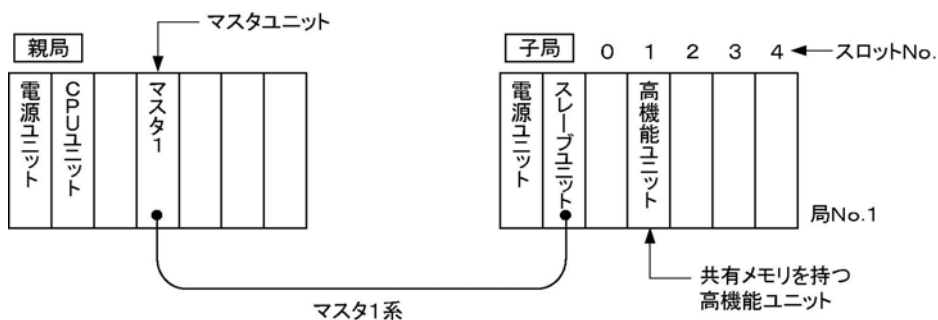 マスタユニット
親局
子局
0 1 2 3 4
スロットNo.
電源ユニット
CPUユニット
マスタ1
電源ユニット
スレーブユニット
高機能ユニット
局No.1
共有メモリを持つ
高機能ユニット
マスタ1系